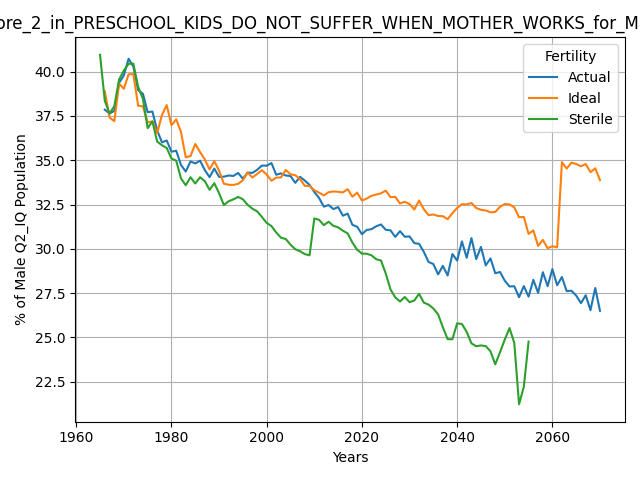 ore_2_in_PRESCHOOL_KIDS_DO_NOT_SUFFER_WHEN_MOTHER_WORKS_for_M
Fertility
Actual
Ideal
Sterile
40.0
37.5
35.0
32.5
30.0
27.5
25.0
22.5
% of Male Q2_IQ Population
1960
1980
2000
2020
2040
2060
Years